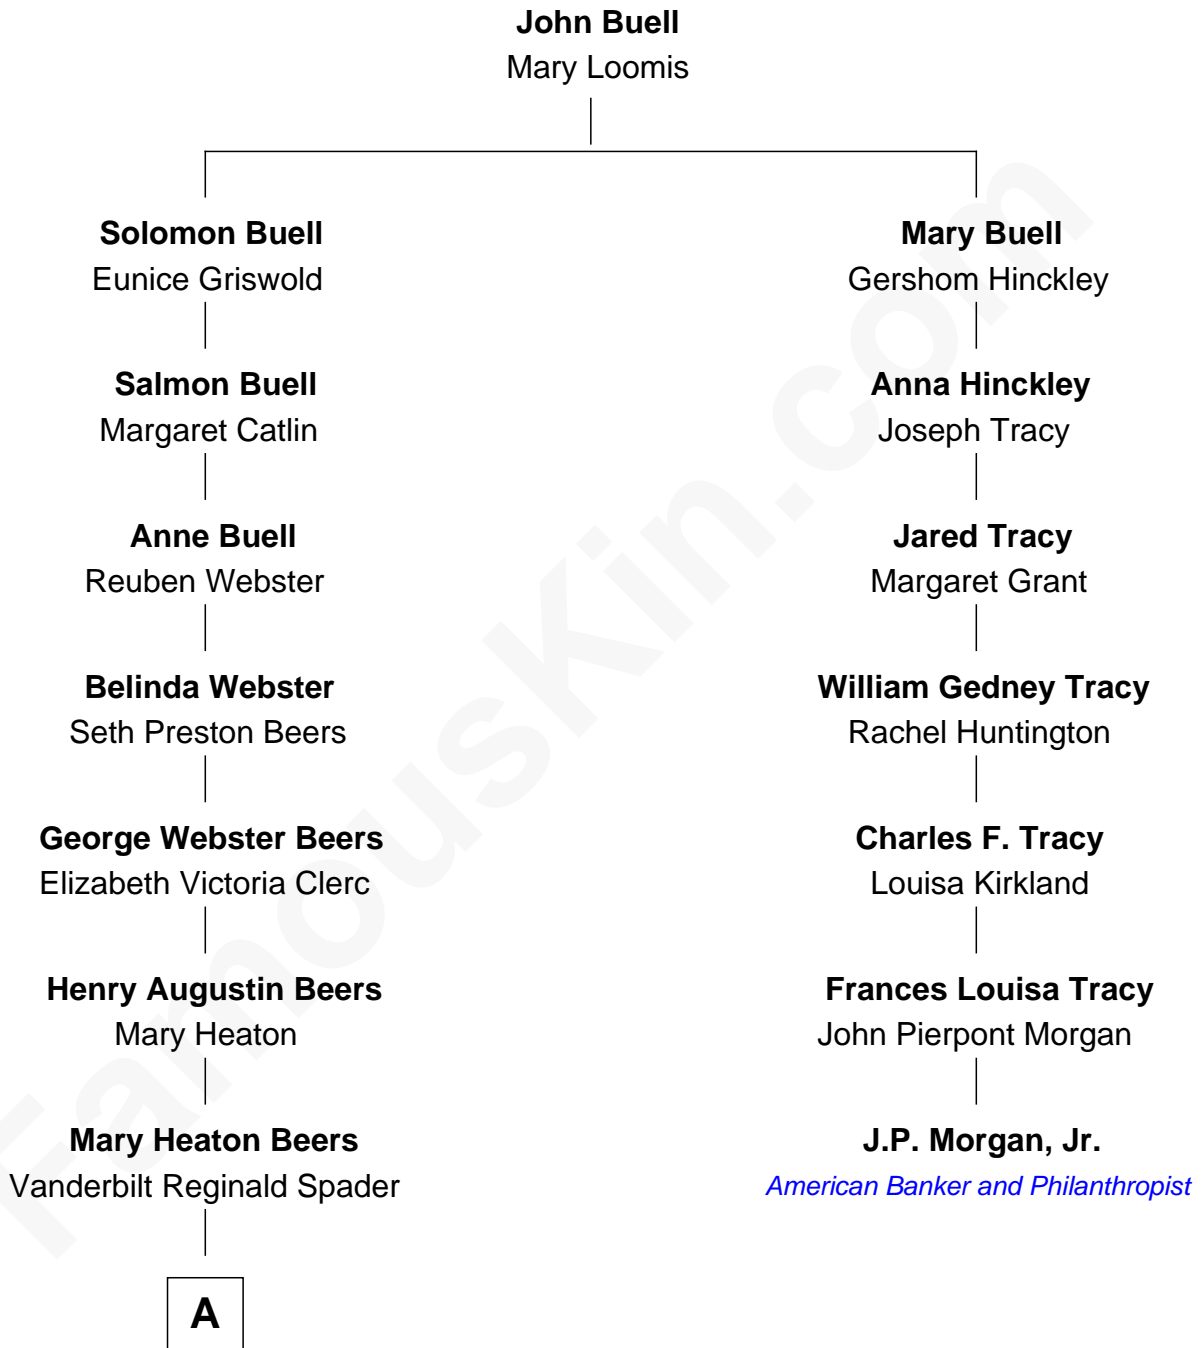 John Buell
Mary Loomis
Solomon Buell
Eunice Griswold
Mary Buell
Gershom Hinckley
Salmon Buell
Margaret Catlin
Anna Hinckley
Joseph Tracy
Anne Buell
Reuben Webster
Jared Tracy
Margaret Grant
Belinda Webster
Seth Preston Beers
William Gedney Tracy
Rachel Huntington
George Webster Beers
Elizabeth Victoria Clerc
Charles F. Tracy
Louisa Kirkland
Henry Augustin Beers
Mary Heaton
Frances Louisa Tracy
John Pierpont Morgan
Mary Heaton Beers
Vanderbilt Reginald Spader
J.P. Morgan, Jr.
American Banker and Philanthropist
A
FamousKin.com